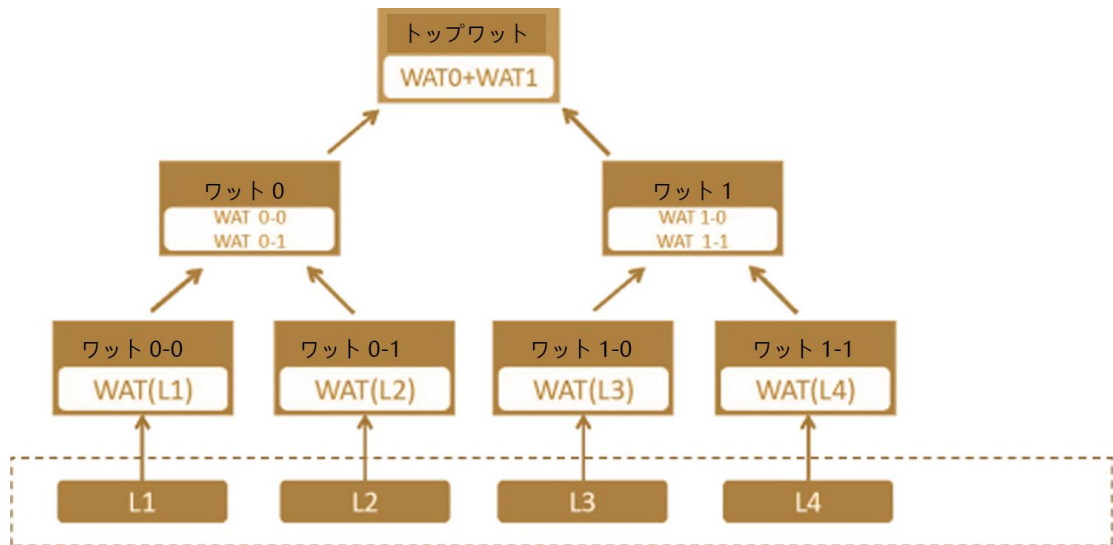 トップワット
WAT0+WAT1
ワット 0
WAT 0-0
WAT 0-1
ワット 1
WAT 1-0
WAT 1-1
ワット 0-0
WAT(L1)
ワット 0-1
WAT(L2)
ワット 1-0
WAT(L3)
ワット 1-1
WAT(L4)
L1
L2
L3
L4